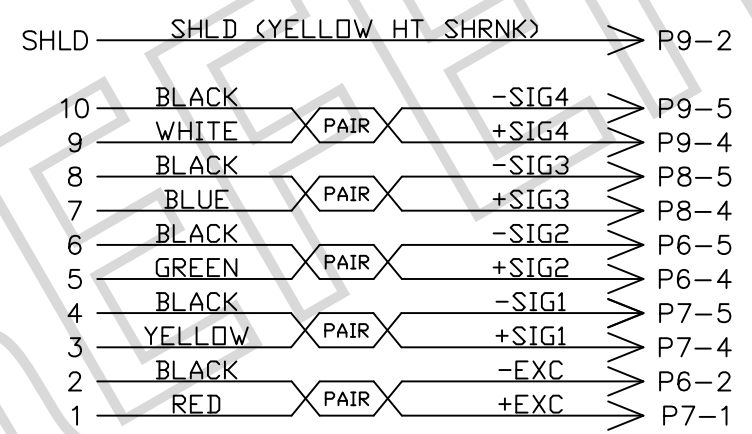 SHLD SHLD (YELLOW HT SHRNK) P9-2
10 BLACK -SIG4 P9-5
PAIR
9 WHITE +SIG4 P9-4
8 BLACK -SIG3 P8-5
PAIR
7 BLUE +SIG3 P8-4
6 BLACK -SIG2 P6-5
PAIR
5 GREEN +SIG2 P6-4
4 BLACK -SIG1 P7-5
PAIR
3 YELLOW +SIG1 P7-4
2 BLACK -EXC P6-2
PAIR
1 RED +EXC P7-1